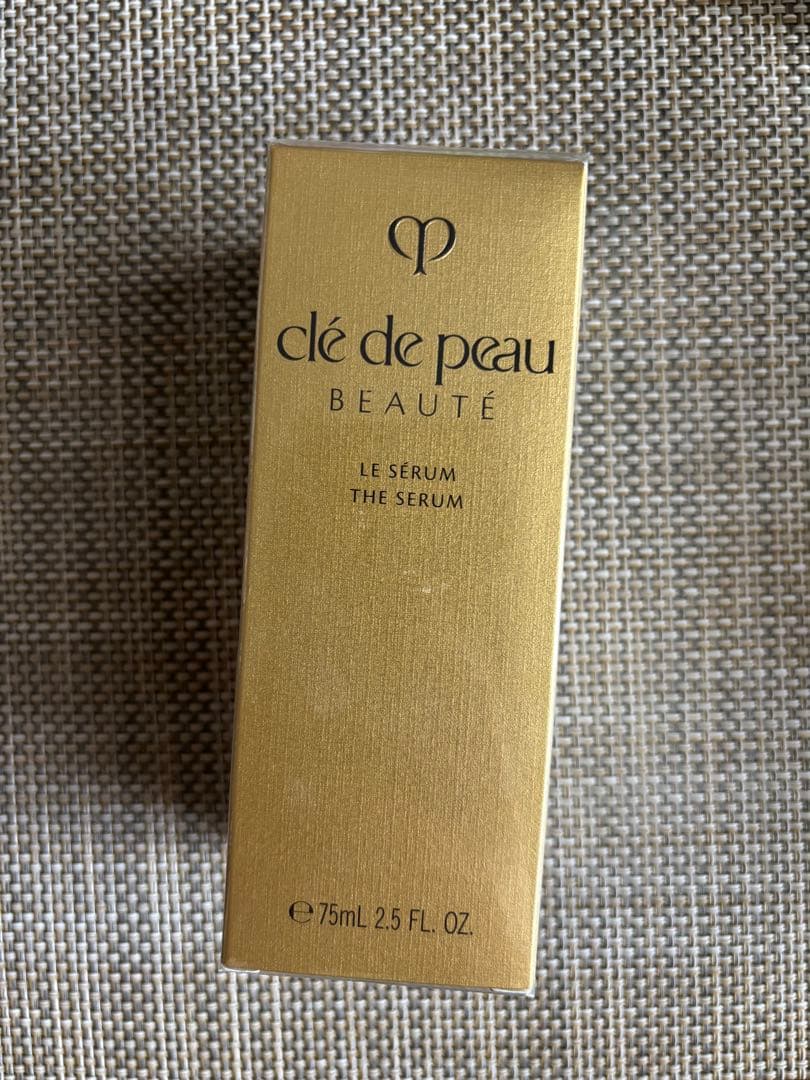 clé de peau
BEAUTÉ
LE SÉRUM
THE SERUM
℮ 75mL 2.5 FL. OZ.